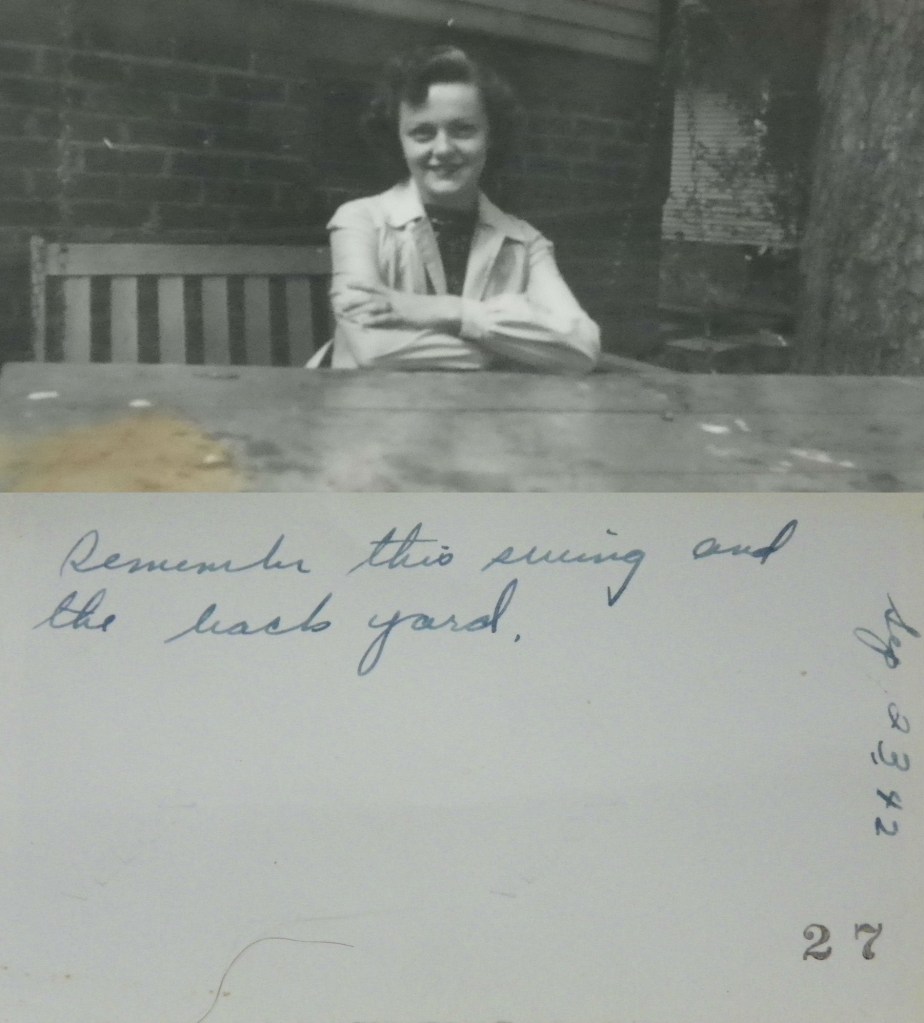 Remember this swing and
the back yard.
Sep 23 42
27